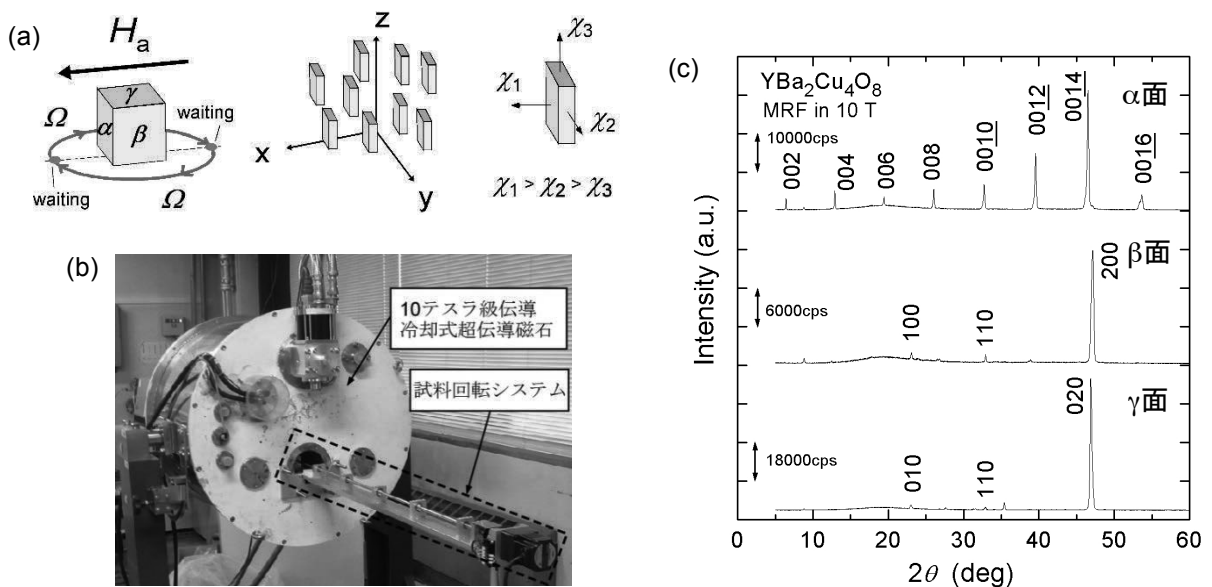 (a)
Hₐ
γ
α
β
Ω
waiting
Ω
waiting
z
x
y
χ₃
χ₁
χ₂
χ₁ > χ₂ > χ₃
(b)
10テスラ級伝導
冷却式超伝導磁石
試料回転システム
(c)
YBa₂Cu₄O₈
MRF in 10 T
α面
10000cps
002
004
006
008
0010
0012
0014
0016
β面
6000cps
100
110
200
γ面
18000cps
010
110
020
Intensity (a.u.)
0 10 20 30 40 50 60
2θ (deg)